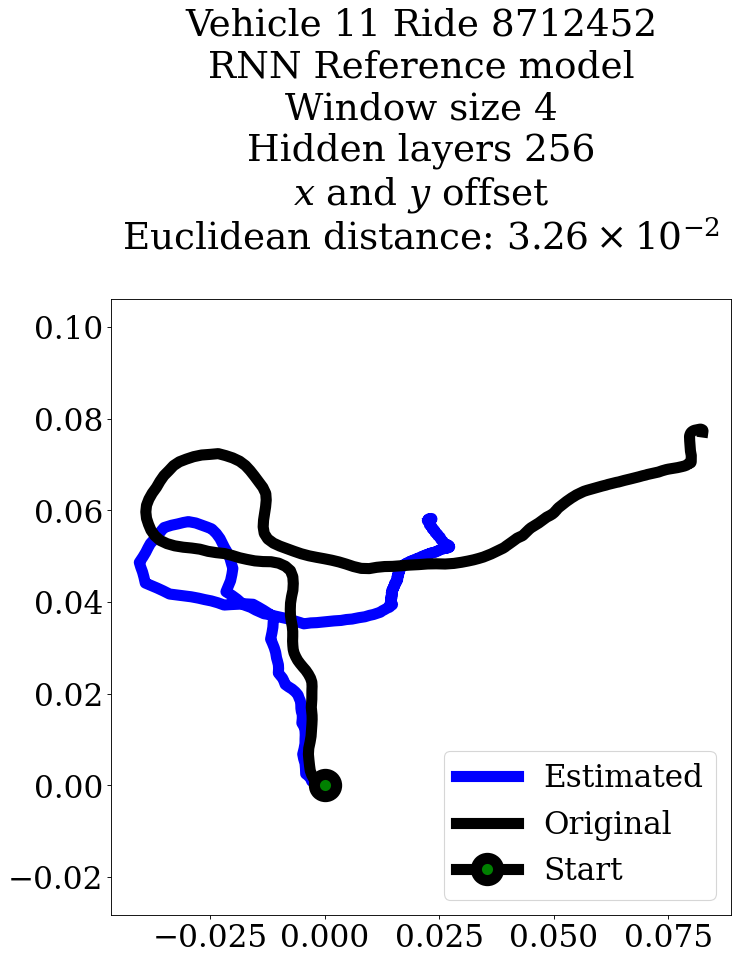 Vehicle 11 Ride 8712452
RNN Reference model
Window size 4
Hidden layers 256
x and y offset
Euclidean distance: 3.26 × 10⁻²
0.10
0.08
0.06
0.04
0.02
0.00
−0.02
−0.025 0.000 0.025 0.050 0.075
Estimated
Original
Start